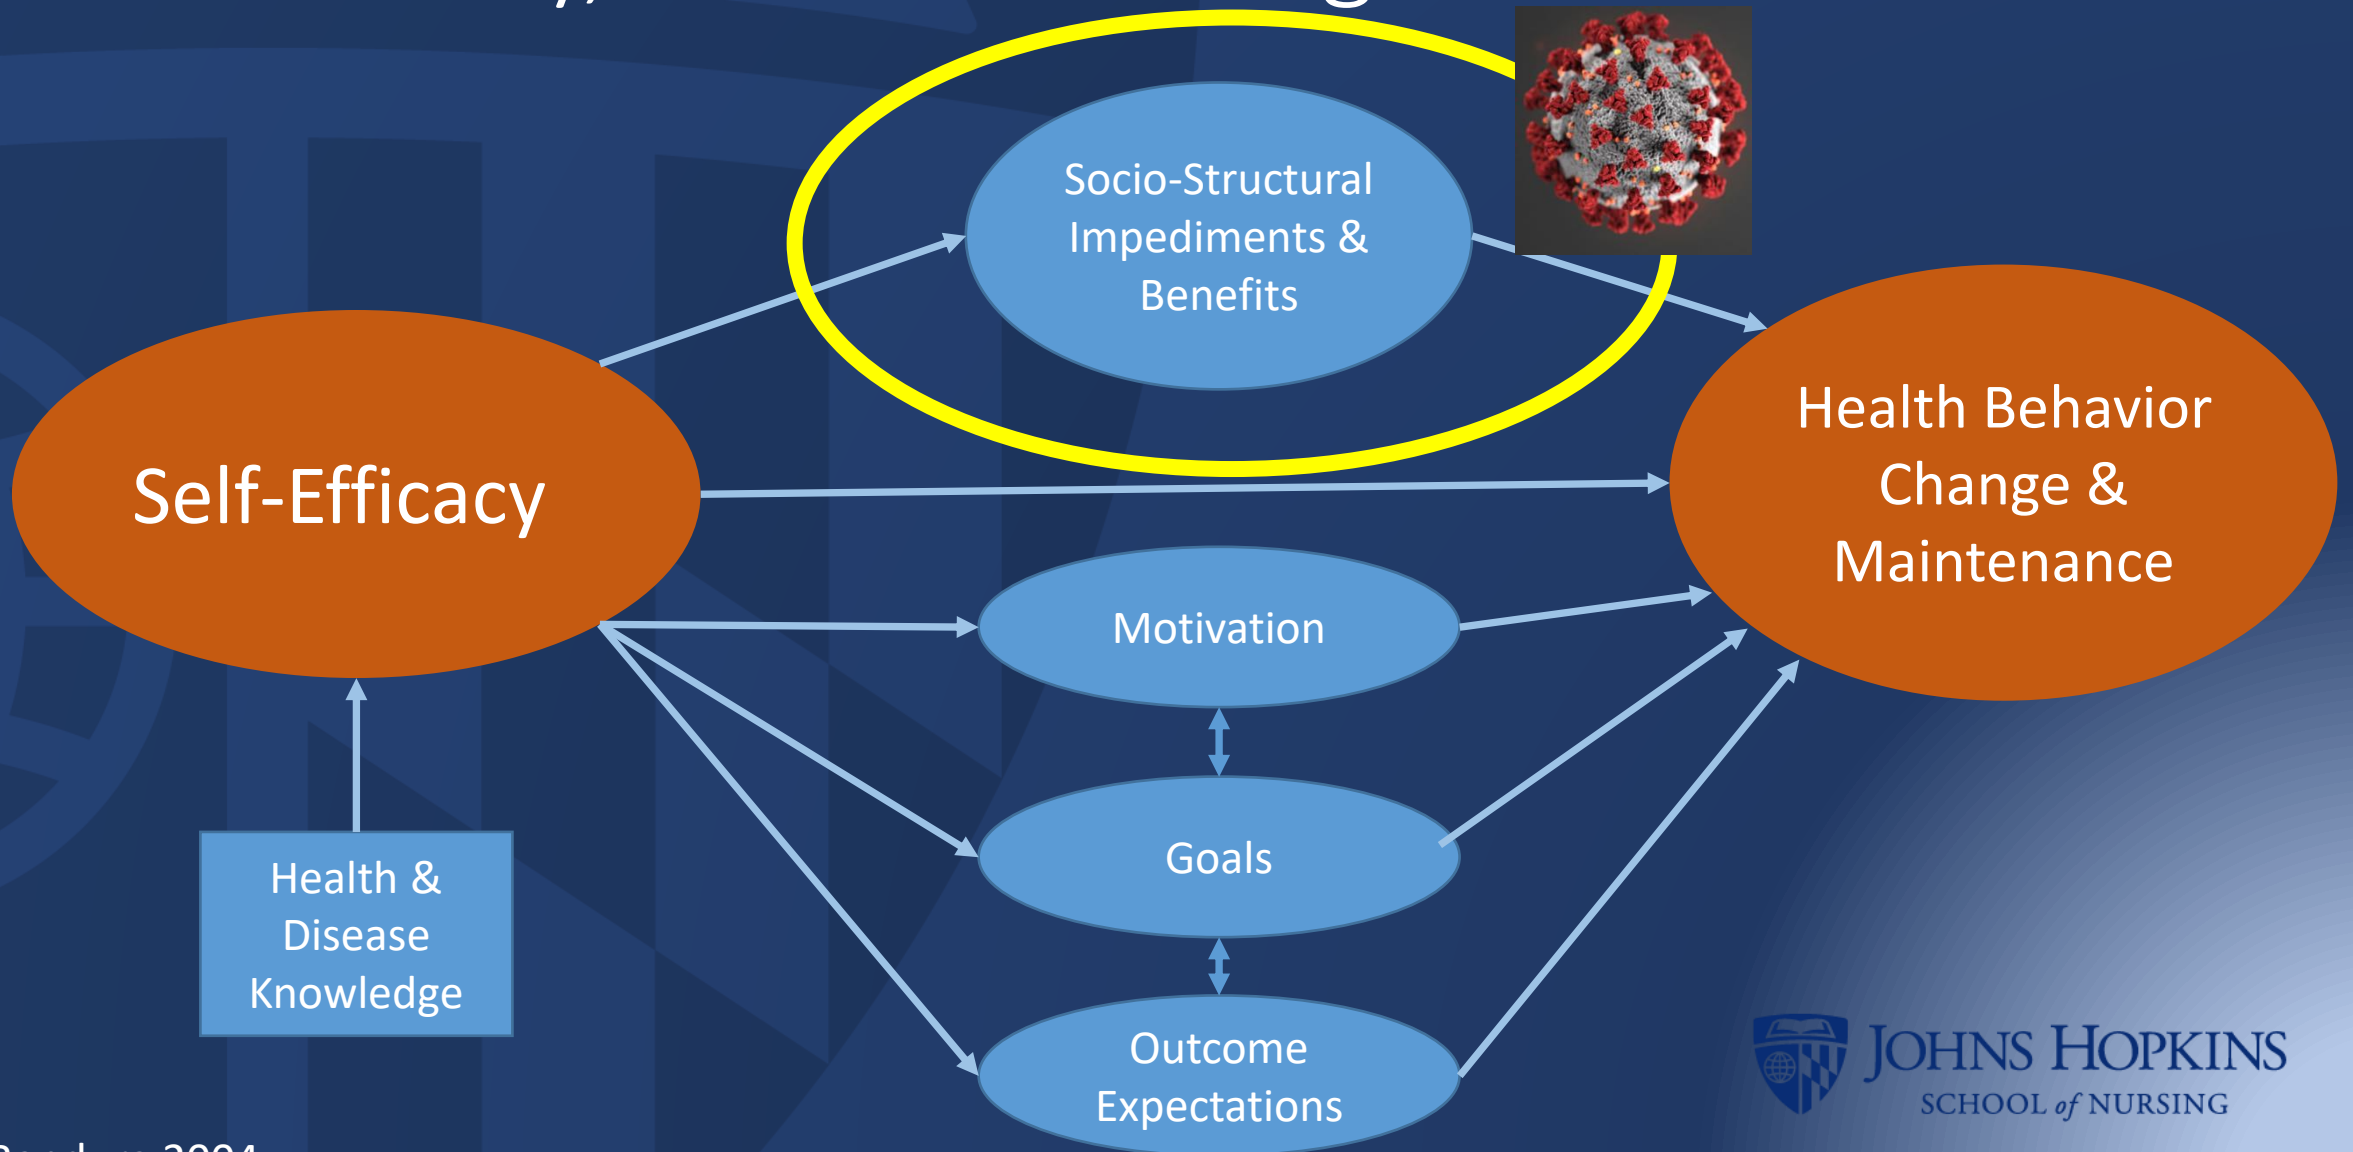 Socio-Structural
Impediments &
Benefits
Self-Efficacy
Health Behavior
Change &
Maintenance
Motivation
Goals
Outcome
Expectations
Health &
Disease
Knowledge
JOHNS HOPKINS
SCHOOL of NURSING